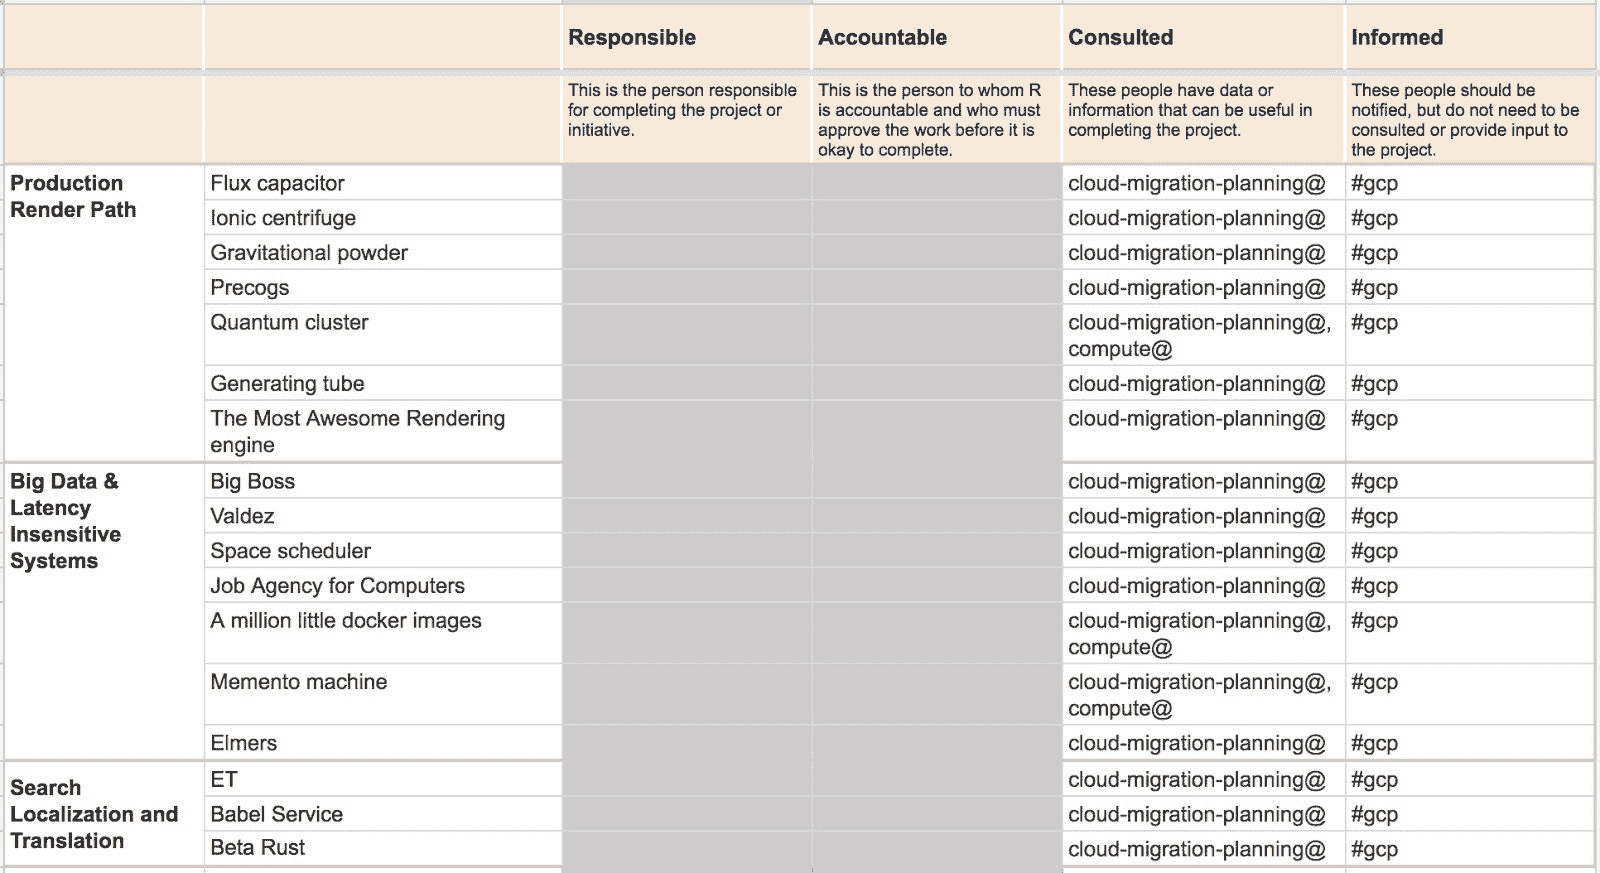 Responsible
Accountable
Consulted
Informed
This is the person responsible
for completing the project or
initiative.
This is the person to whom R
is accountable and who must
approve the work before it is
okay to complete.
These people have data or
information that can be useful in
completing the project.
These people should be
notified, but do not need to be
consulted or provide input to
the project.
Production
Render Path
Flux capacitor
cloud-migration-planning@
#gcp
Ionic centrifuge
cloud-migration-planning@
#gcp
Gravitational powder
cloud-migration-planning@
#gcp
Precogs
cloud-migration-planning@
#gcp
Quantum cluster
cloud-migration-planning@,
compute@
#gcp
Generating tube
cloud-migration-planning@
#gcp
The Most Awesome Rendering
engine
cloud-migration-planning@
#gcp
Big Data &
Latency
Insensitive
Systems
Big Boss
cloud-migration-planning@
#gcp
Valdez
cloud-migration-planning@
#gcp
Space scheduler
cloud-migration-planning@
#gcp
Job Agency for Computers
cloud-migration-planning@
#gcp
A million little docker images
cloud-migration-planning@,
compute@
#gcp
Memento machine
cloud-migration-planning@,
compute@
#gcp
Elmers
cloud-migration-planning@
#gcp
Search
Localization and
Translation
ET
cloud-migration-planning@
#gcp
Babel Service
cloud-migration-planning@
#gcp
Beta Rust
cloud-migration-planning@
#gcp